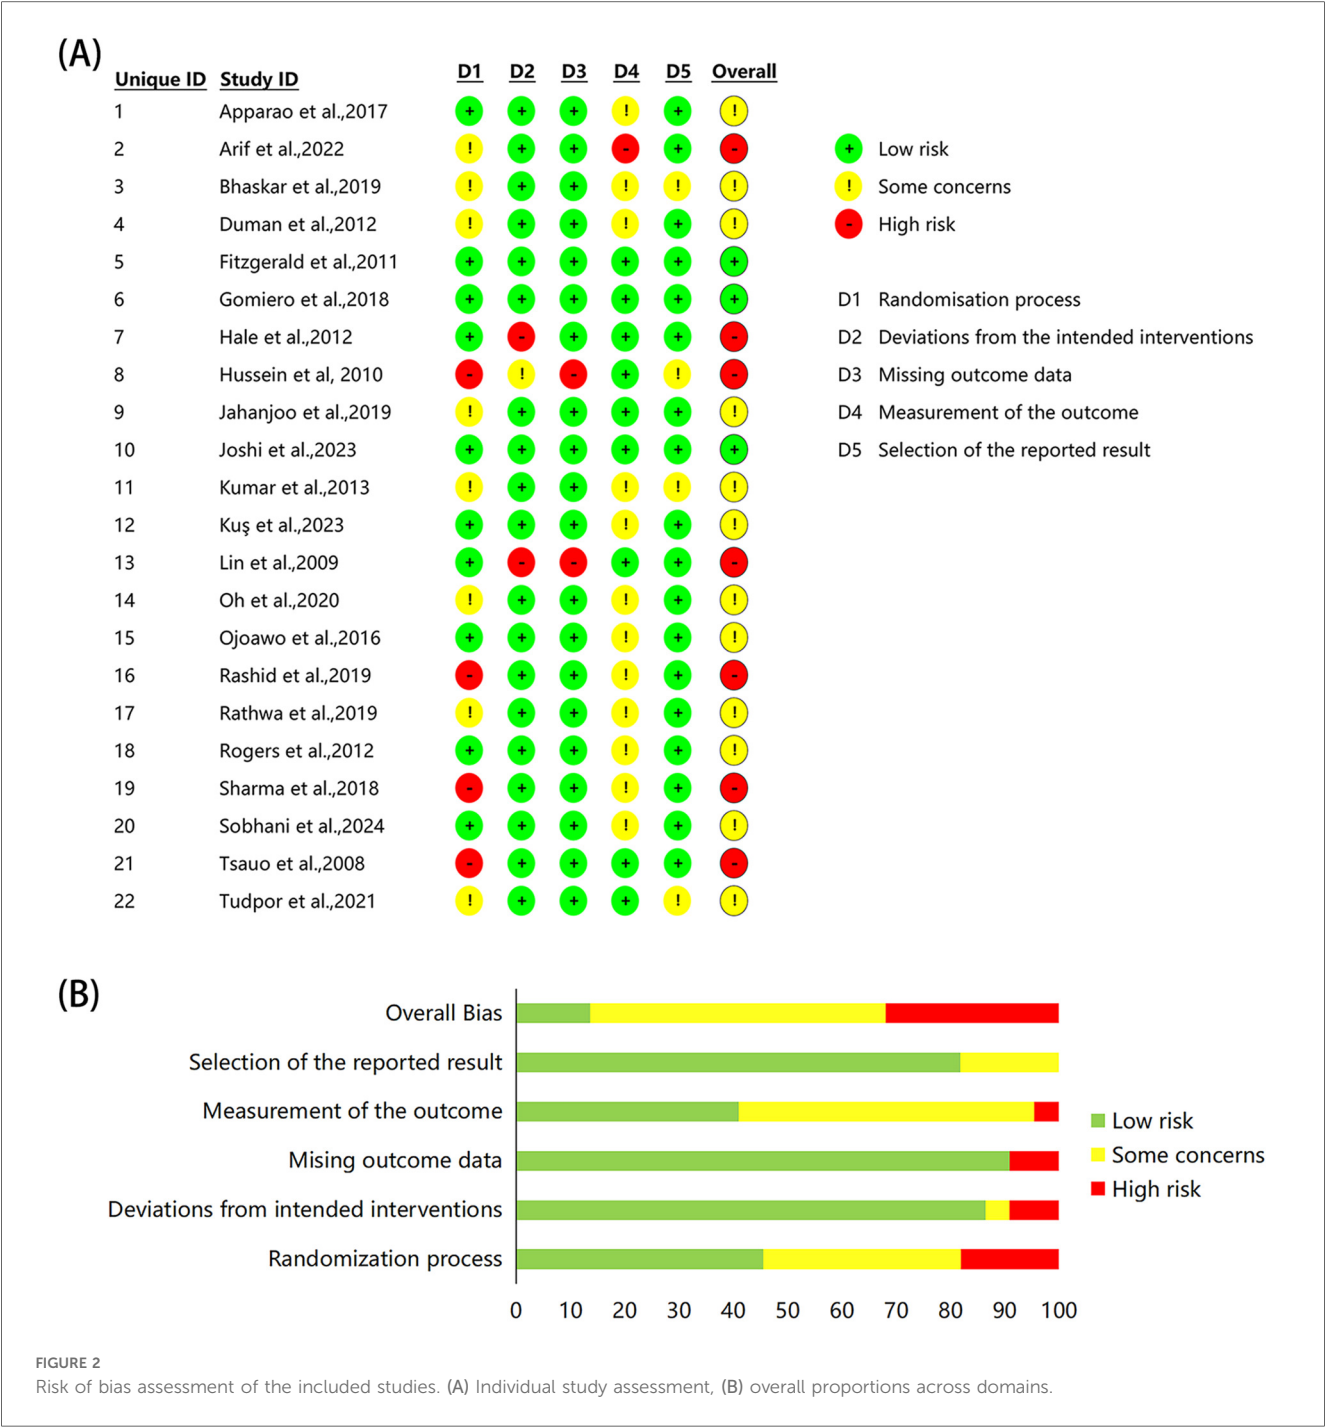 (A)
Unique ID Study ID D1 D2 D3 D4 D5 Overall
1 Apparao et al.,2017 + + + ! + !
2 Arif et al.,2022 ! + + - + -
3 Bhaskar et al.,2019 ! + + ! ! !
4 Duman et al.,2012 ! + + ! + !
5 Fitzgerald et al.,2011 + + + + + +
6 Gomiero et al.,2018 + + + + + +
7 Hale et al.,2012 + - + + + -
8 Hussein et al, 2010 - ! - + ! -
9 Jahanjoo et al.,2019 ! + + + + !
10 Joshi et al.,2023 + + + + + +
11 Kumar et al.,2013 ! + + ! ! !
12 Kuş et al.,2023 + + + ! + !
13 Lin et al.,2009 + - - + + -
14 Oh et al.,2020 ! + + ! + !
15 Ojoawo et al.,2016 + + + ! + !
16 Rashid et al.,2019 - + + ! + -
17 Rathwa et al.,2019 ! + + ! + !
18 Rogers et al.,2012 + + + ! + !
19 Sharma et al.,2018 - + + ! + -
20 Sobhani et al.,2024 + + + ! + !
21 Tsauo et al.,2008 - + + + + -
22 Tudpor et al.,2021 ! + + + ! !
+ Low risk
! Some concerns
- High risk
D1 Randomisation process
D2 Deviations from the intended interventions
D3 Missing outcome data
D4 Measurement of the outcome
D5 Selection of the reported result
(B)
Overall Bias
Selection of the reported result
Measurement of the outcome
Mising outcome data
Deviations from intended interventions
Randomization process
0 10 20 30 40 50 60 70 80 90 100
Low risk
Some concerns
High risk
FIGURE 2
Risk of bias assessment of the included studies. (A) Individual study assessment, (B) overall proportions across domains.